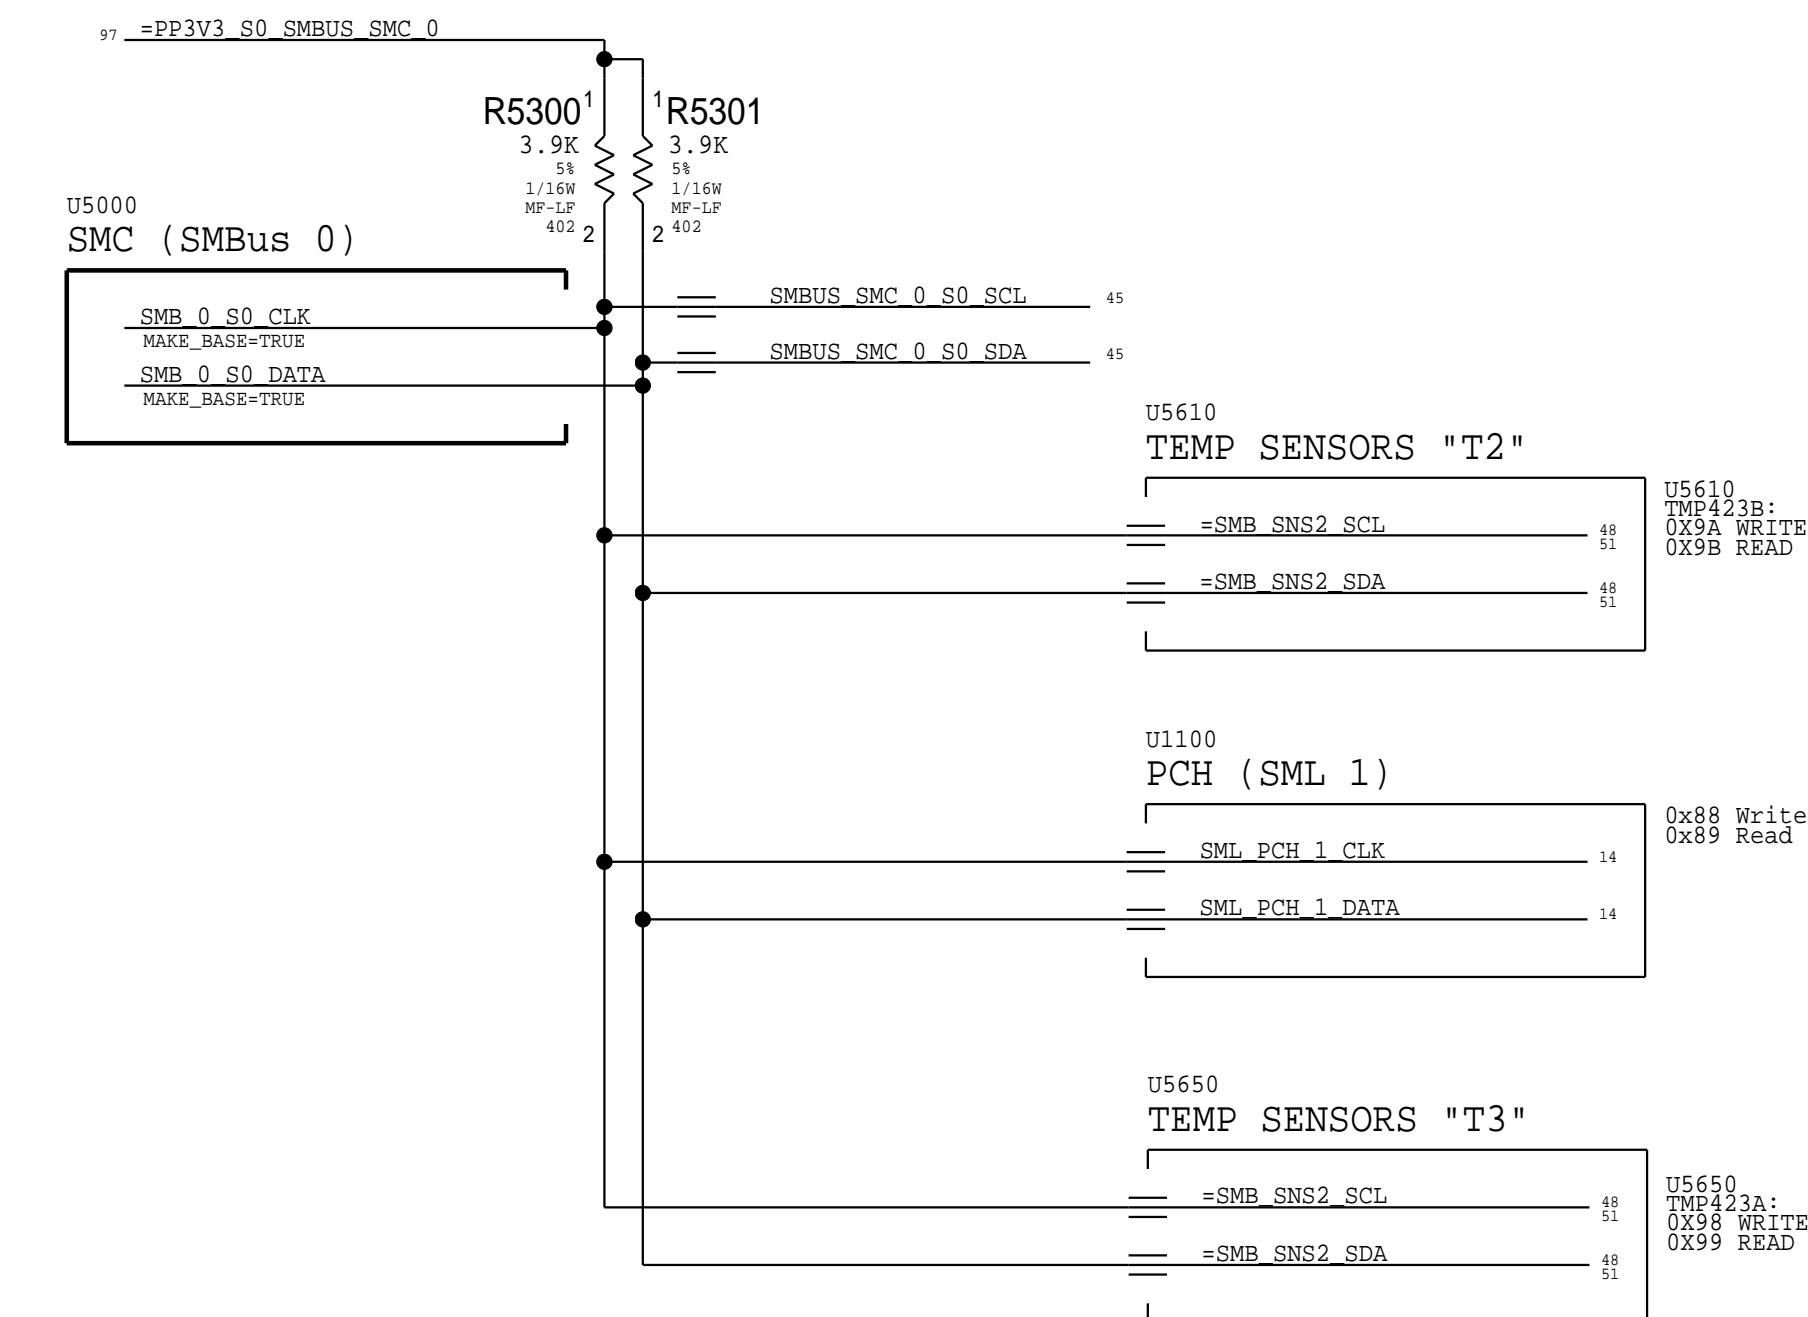 97 =PP3V3_S0_SMBUS_SMC_0
R5300 1
3.9K
5%
1/16W
MF-LF
402 2
1 R5301
3.9K
5%
1/16W
MF-LF
2 402
U5000
SMC (SMBus 0)
SMB_0_S0_CLK
MAKE_BASE=TRUE
SMB_0_S0_DATA
MAKE_BASE=TRUE
SMBUS_SMC_0_S0_SCL 45
SMBUS_SMC_0_S0_SDA 45
U5610
TEMP SENSORS "T2"
=SMB_SNS2_SCL 48
51
=SMB_SNS2_SDA 48
51
U5610
TMP423B:
0X9A WRITE
0X9B READ
U1100
PCH (SML 1)
SML_PCH_1_CLK 14
SML_PCH_1_DATA 14
0x88 Write
0x89 Read
U5650
TEMP SENSORS "T3"
=SMB_SNS2_SCL 48
51
=SMB_SNS2_SDA 48
51
U5650
TMP423A:
0X98 WRITE
0X99 READ